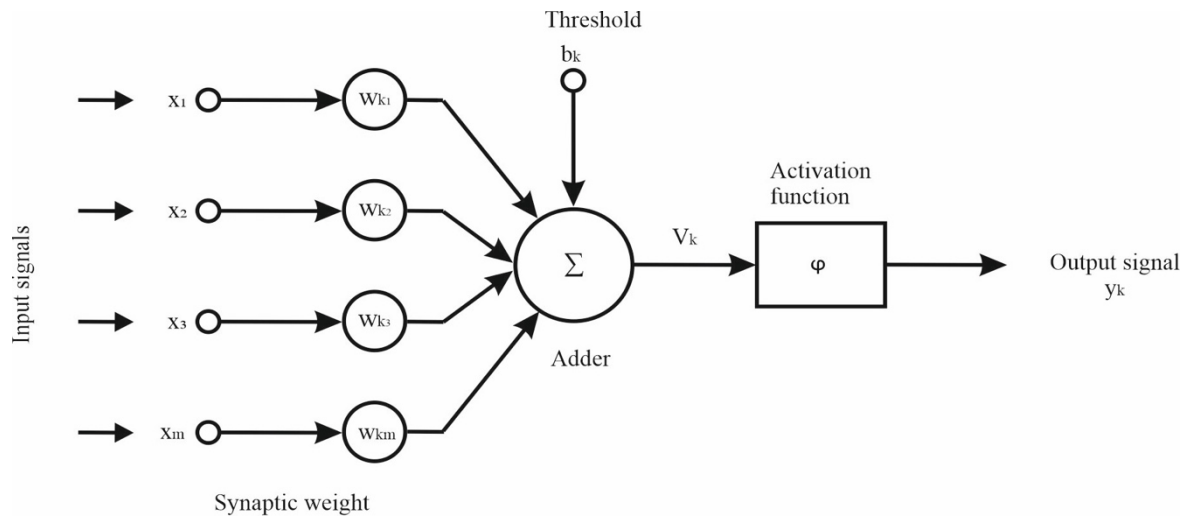 Threshold
bₖ
x₁
wₖ₁
x₂
wₖ₂
x₃
wₖ₃
xₘ
wₖₘ
Input signals
Synaptic weight
Σ
Adder
Vₖ
Activation
function
φ
Output signal
yₖ